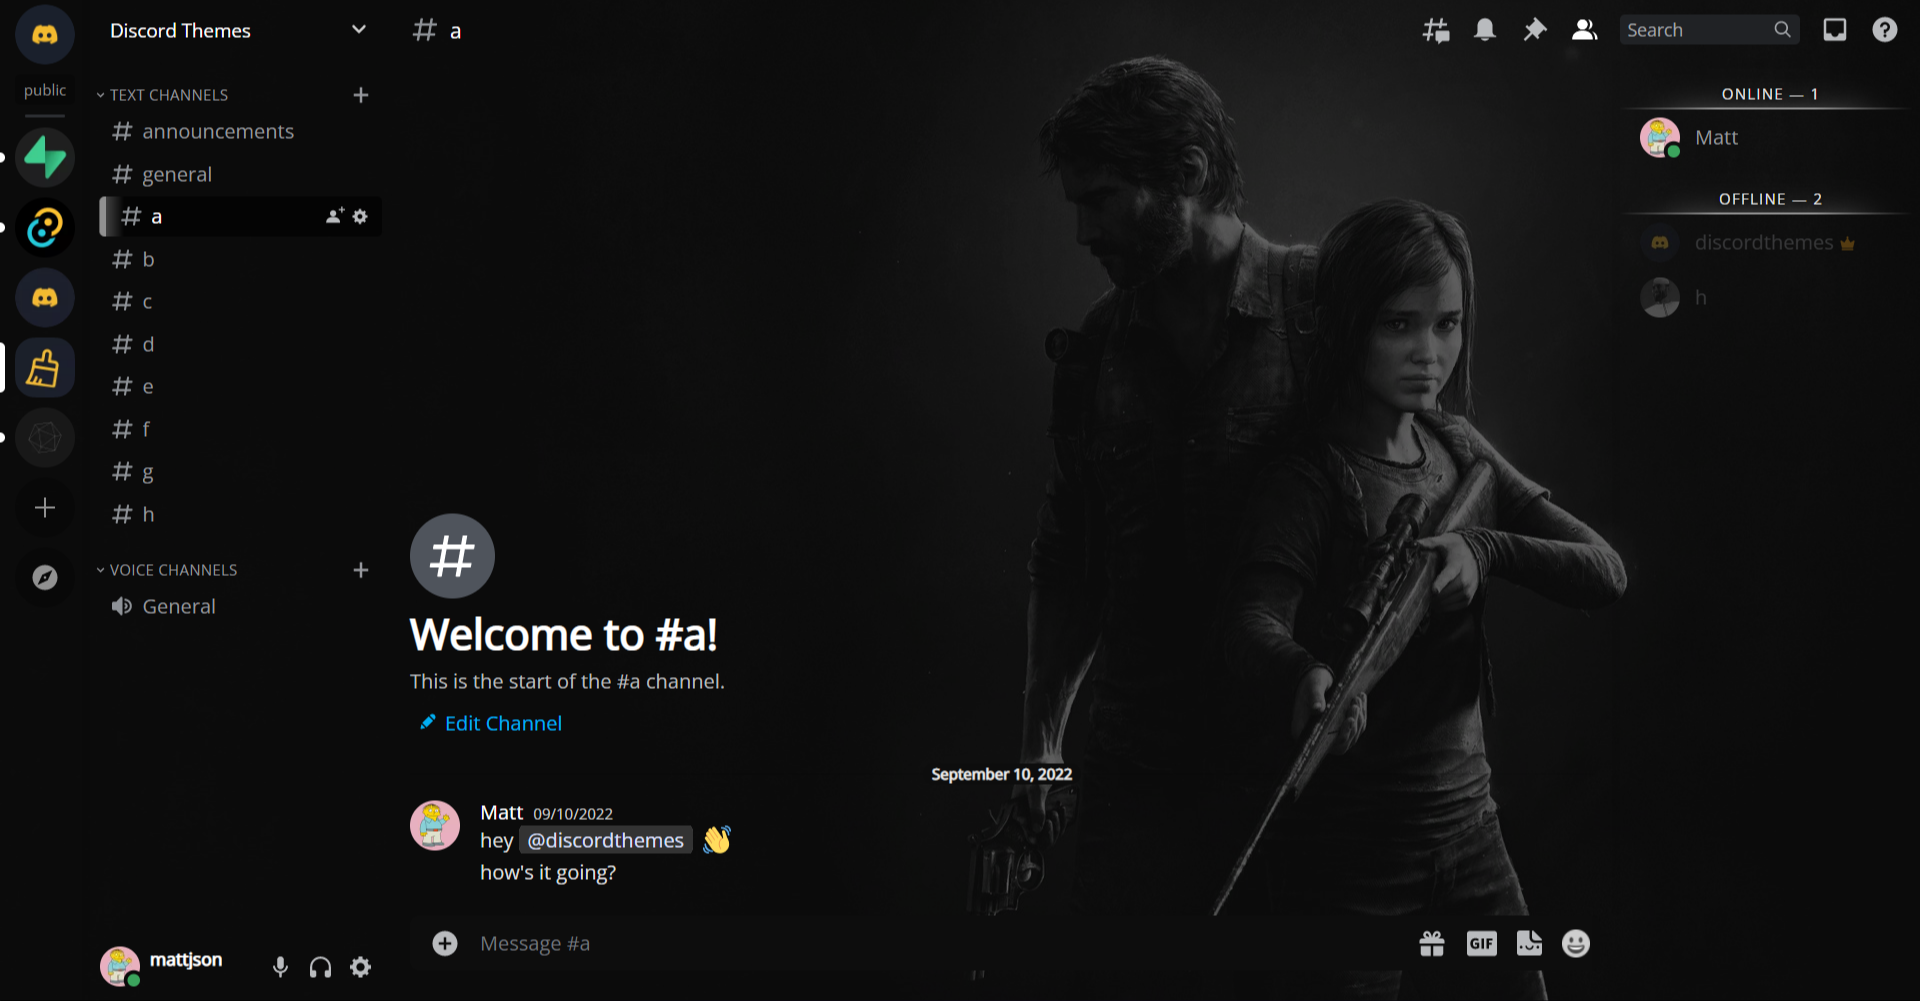 public
Discord Themes
TEXT CHANNELS
announcements
general
a
b
c
d
e
f
g
h
VOICE CHANNELS
General
mattjson
# a
Search
Welcome to #a!
This is the start of the #a channel.
Edit Channel
September 10, 2022
Matt 09/10/2022
hey @discordthemes 👋
how's it going?
Message #a
GIF
ONLINE — 1
Matt
OFFLINE — 2
discordthemes
h